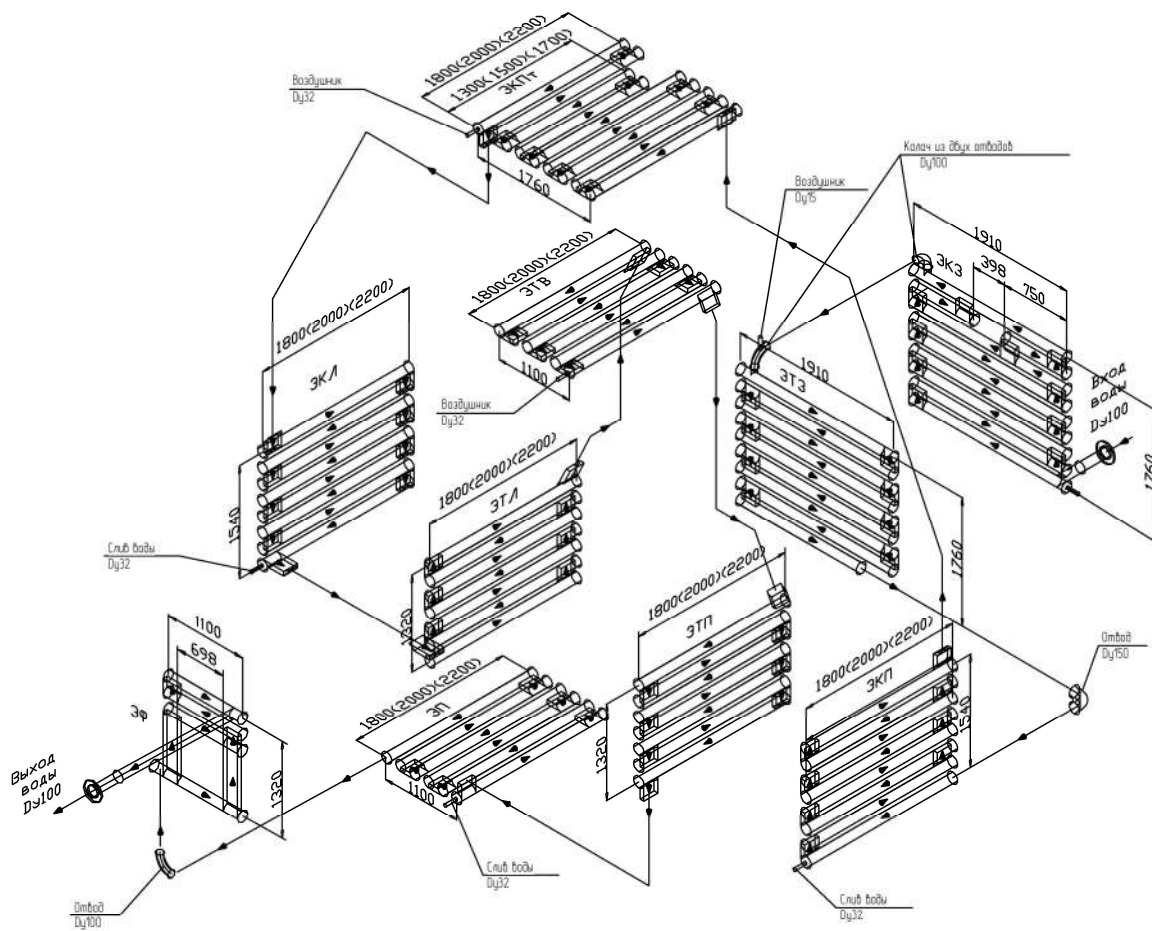 1800(2000)(2200)
1300(1500)(1700)
ЭКПт
Воздушник
Dy32
1760
Калач из двух отводов
Dy100
Воздушник
Dy15
1910
ЭКЗ
398
750
1800(2000)(2200)
ЭТВ
1100
Воздушник
Dy32
1800(2000)(2200)
ЭКЛ
1540
1910
ЭТЗ
Вход
воды
Dy100
1760
1800(2000)(2200)
ЭТЛ
1320
Слив воды
Dy32
1760
1800(2000)(2200)
ЭТП
1320
1800(2000)(2200)
ЭКП
1540
Отвод
Dy150
1100
698
Эф
1320
Выход
воды
Dy100
1800(2000)(2200)
ЭП
1100
Слив воды
Dy32
Отвод
Dy100
Слив воды
Dy32